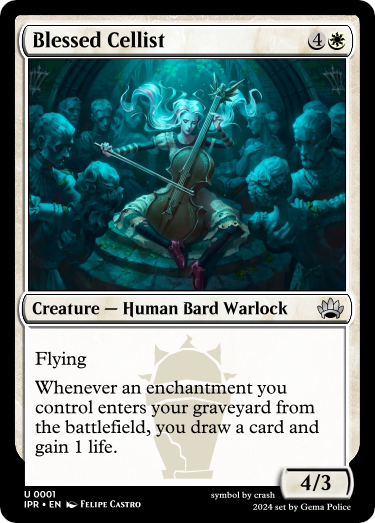 Blessed Cellist 4
Creature — Human Bard Warlock
Flying
Whenever an enchantment you
control enters your graveyard from
the battlefield, you draw a card and
gain 1 life.
4/3
U 0001
IPR • EN Felipe Castro
symbol by crash
2024 set by Gema Police